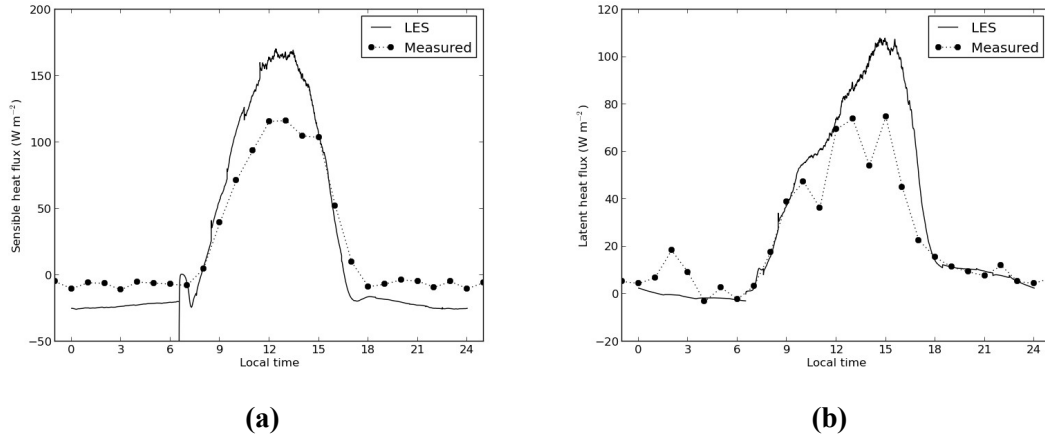 200
150
100
50
0
−50
0 3 6 9 12 15 18 21 24
Local time
Sensible heat flux (W m⁻²)
LES
Measured
(a)
120
100
80
60
40
20
0
−20
0 3 6 9 12 15 18 21 24
Local time
Latent heat flux (W m⁻²)
LES
Measured
(b)